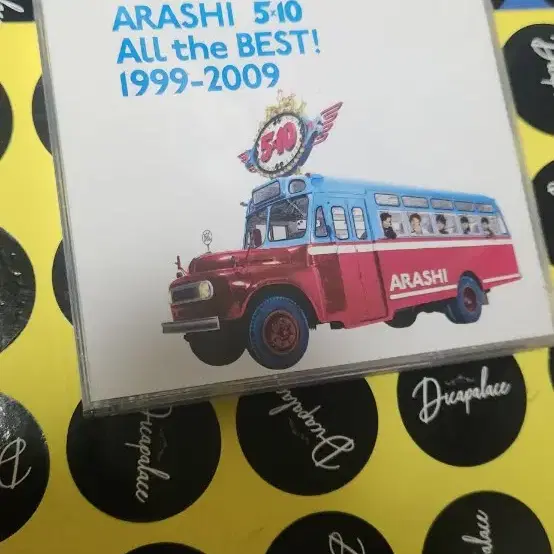 ARASHI 5×10
All the BEST!
1999-2009
5×10
ARASHI
Dicapalace
Dicapalace
Dicapalace